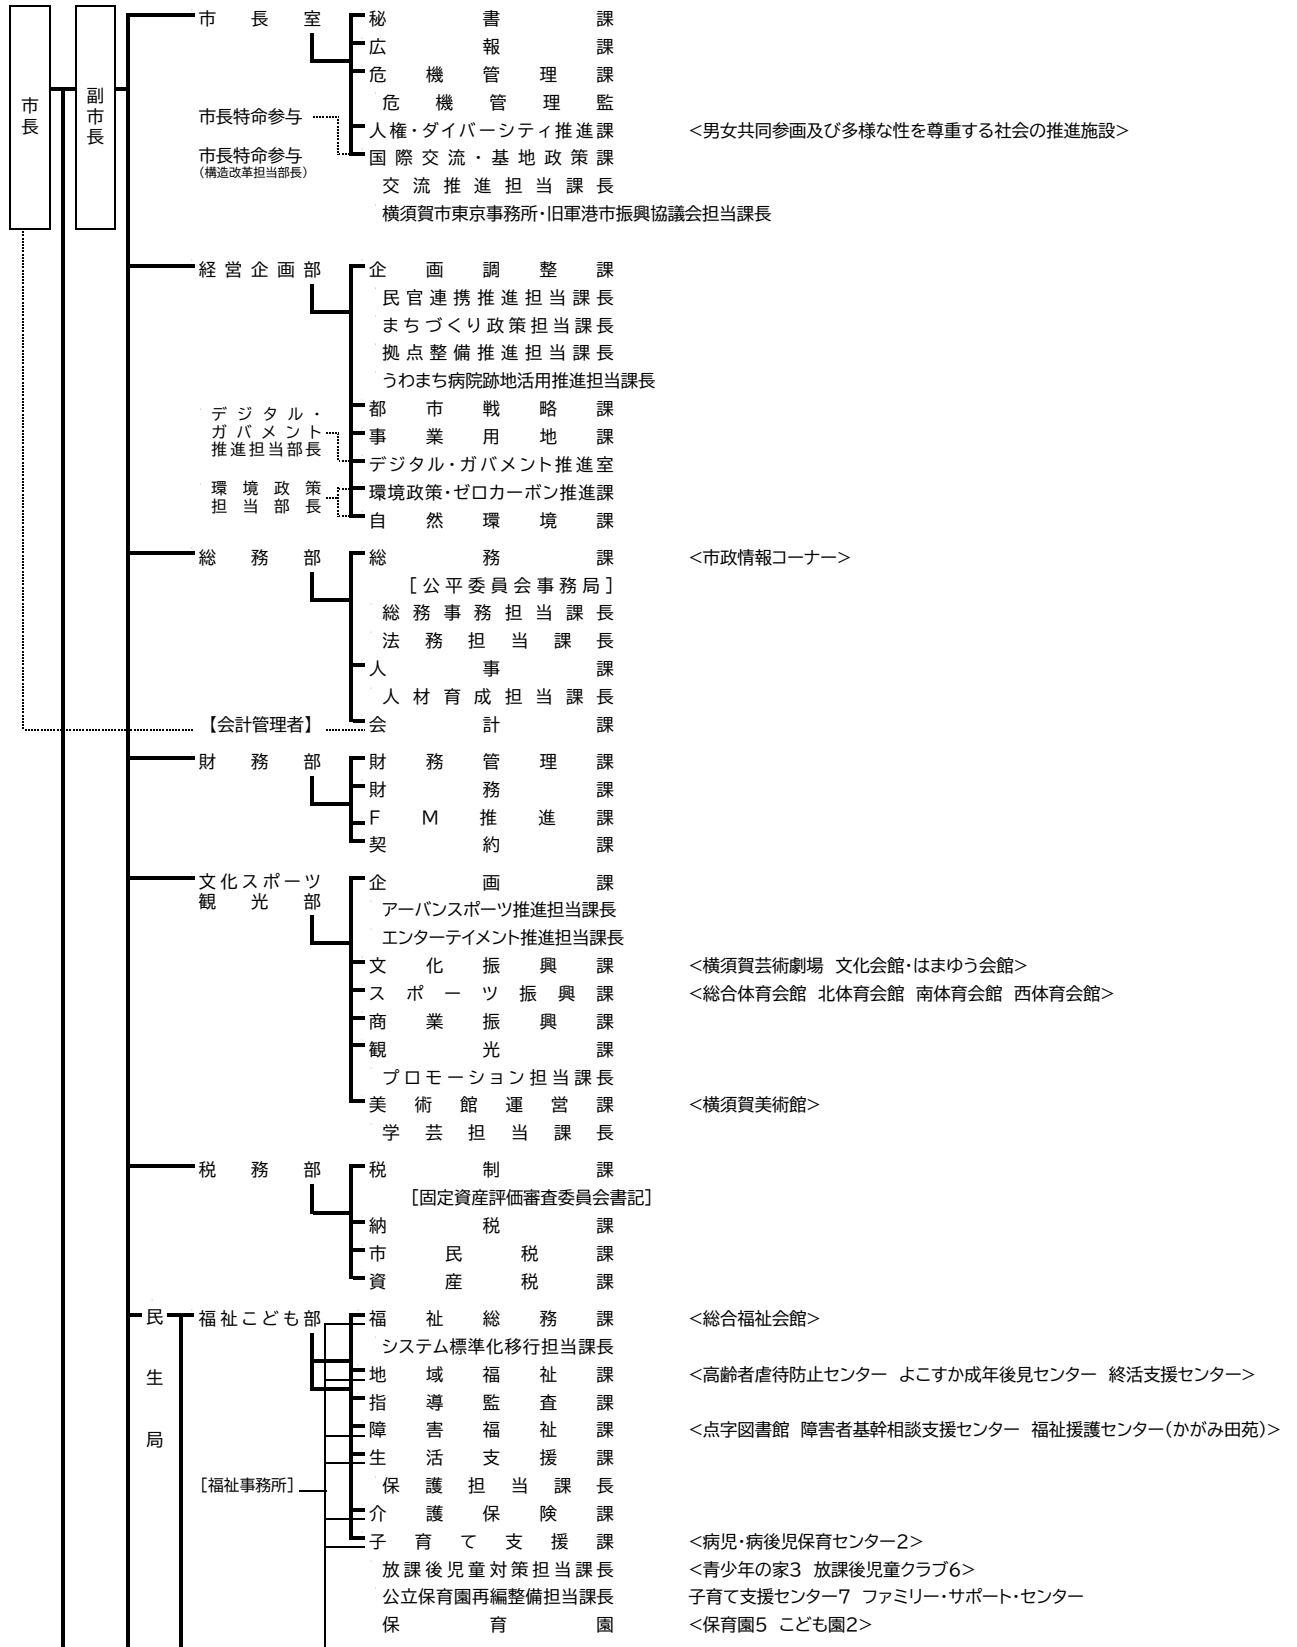 市長
副市長
市長室
秘書課
広報課
危機管理課
危機管理監
市長特命参与
人権・ダイバーシティ推進課 <男女共同参画及び多様な性を尊重する社会の推進施設>
市長特命参与
(構造改革担当部長)
国際交流・基地政策課
交流推進担当課長
横須賀市東京事務所・旧軍港市振興協議会担当課長
経営企画部
企画調整課
民官連携推進担当課長
まちづくり政策担当課長
拠点整備推進担当課長
うわまち病院跡地活用推進担当課長
都市戦略課
デジタル・
ガバメント
推進担当部長
事業用地課
デジタル・ガバメント推進室
環境政策
担当部長
環境政策・ゼロカーボン推進課
自然環境課
総務部
総務課 <市政情報コーナー>
[公平委員会事務局]
総務事務担当課長
法務担当課長
人事課
人材育成担当課長
【会計管理者】 会計課
財務部
財務管理課
財務課
FM推進課
契約課
文化スポーツ
観光部
企画課
アーバンスポーツ推進担当課長
エンターテイメント推進担当課長
文化振興課 <横須賀芸術劇場 文化会館・はまゆう会館>
スポーツ振興課 <総合体育会館 北体育会館 南体育会館 西体育会館>
商業振興課
観光課
プロモーション担当課長
美術館運営課 <横須賀美術館>
学芸担当課長
税務部
税制課
[固定資産評価審査委員会書記]
納税課
市民税課
資産税課
民生局
福祉こども部
福祉総務課 <総合福祉会館>
システム標準化移行担当課長
地域福祉課 <高齢者虐待防止センター よこすか成年後見センター 終活支援センター>
指導監査課
障害福祉課 <点字図書館 障害者基幹相談支援センター 福祉援護センター(かがみ田苑)>
生活支援課
[福祉事務所] 保護担当課長
介護保険課
子育て支援課 <病児・病後児保育センター2>
放課後児童対策担当課長 <青少年の家3 放課後児童クラブ6>
公立保育園再編整備担当課長 子育て支援センター7 ファミリー・サポート・センター
保育園 <保育園5 こども園2>